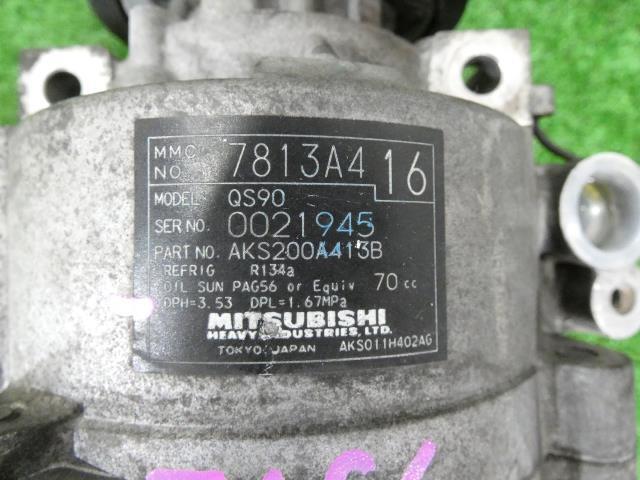 MMC NO. 7813A4 16
MODEL QS90
SER NO. 0021945
PART NO. AKS200A413B
REFRIG R134a
OIL SUN PAG56 or Equiv 70 cc
DPH=3.53 DPL=1.67MPa
MITSUBISHI
HEAVY INDUSTRIES, LTD.
TOKYO JAPAN AKS011H402AG